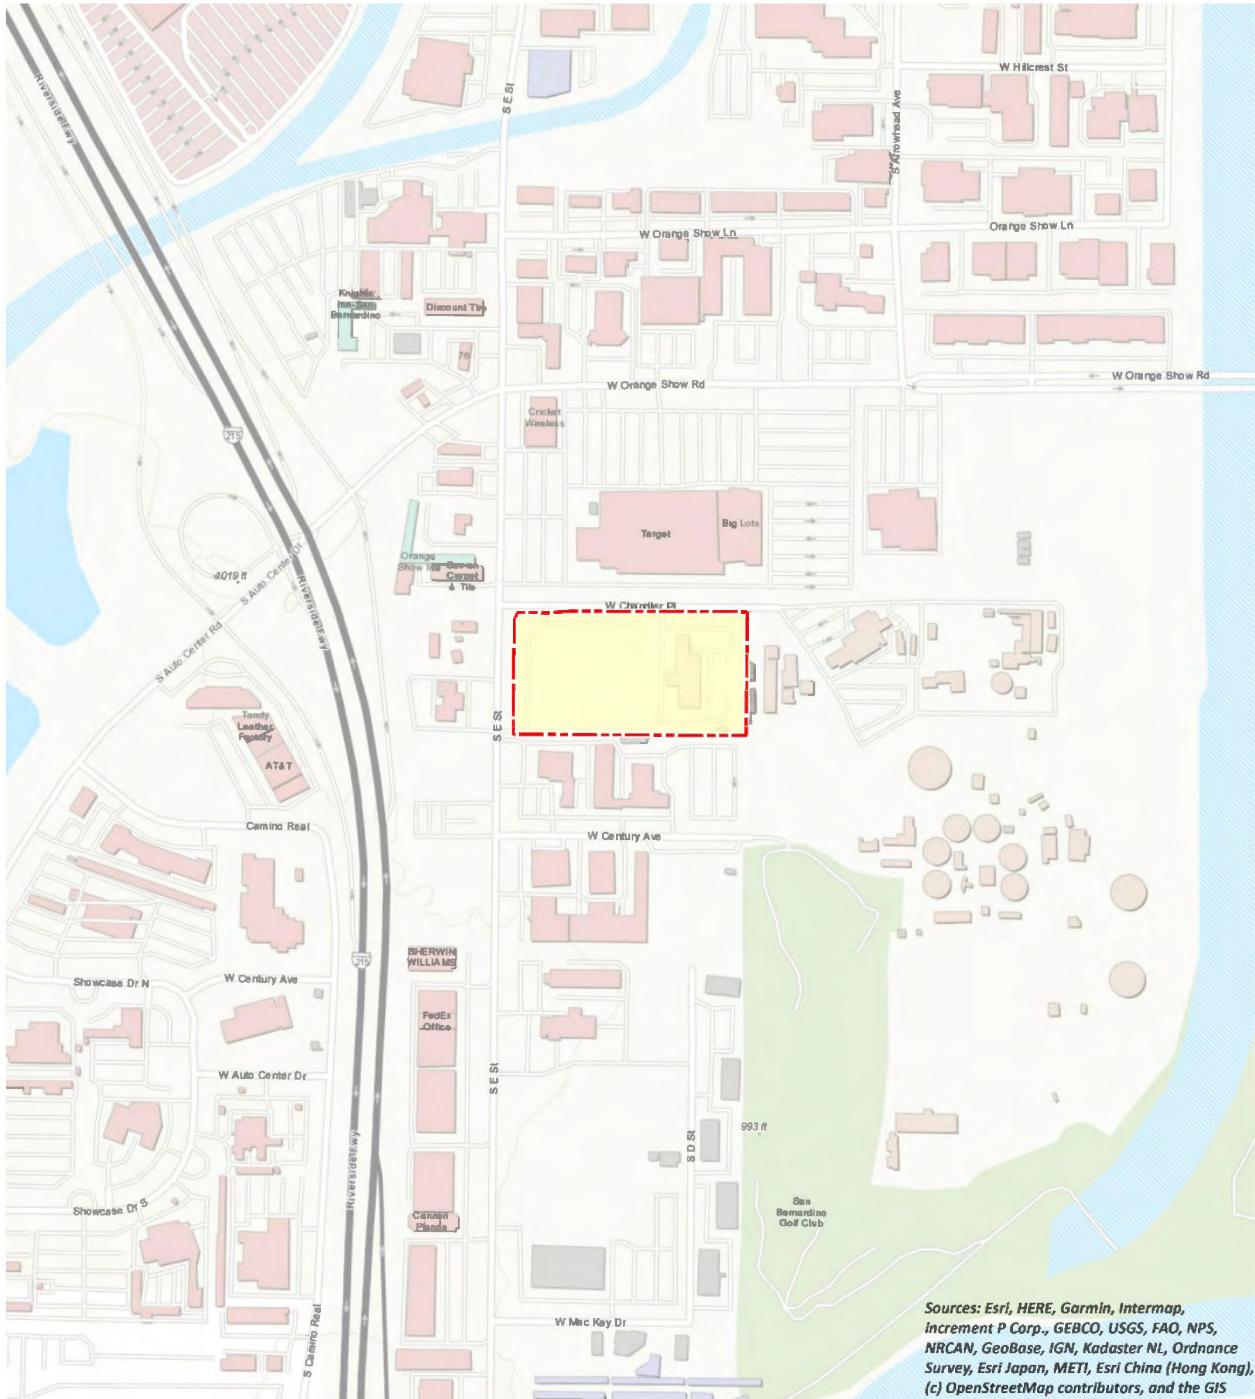 W Hillcrest St
Riverside Fwy
S E St
S Arrowhead Ave
W Orange Show Ln
Orange Show Ln
Knights
Inn-San
Bernardino
Discount Tire
76
W Orange Show Rd
W Orange Show Rd
Cricket
Wireless
215
Target
Big Lots
Orange
Show Inn
Carpet
& Tile
4019 ft
S Auto Center Dr
Riverside Fwy
W Chandler Pl
S Auto Center Rd
S E St
Tandy
Leather
Factory
AT&T
Camino Real
W Century Ave
SHERWIN
WILLIAMS
215
Showcase Dr N
W Century Ave
FedEx
Office
W Auto Center Dr
S E St
S D St
993 ft
Riverside Fwy
Showcase Dr S
San
Bernardino
Golf Club
W Mac Key Dr
S Camino Real
Sources: Esri, HERE, Garmin, Intermap,
increment P Corp., GEBCO, USGS, FAO, NPS,
NRCAN, GeoBase, IGN, Kadaster NL, Ordnance
Survey, Esri Japan, METI, Esri China (Hong Kong),
(c) OpenStreetMap contributors, and the GIS